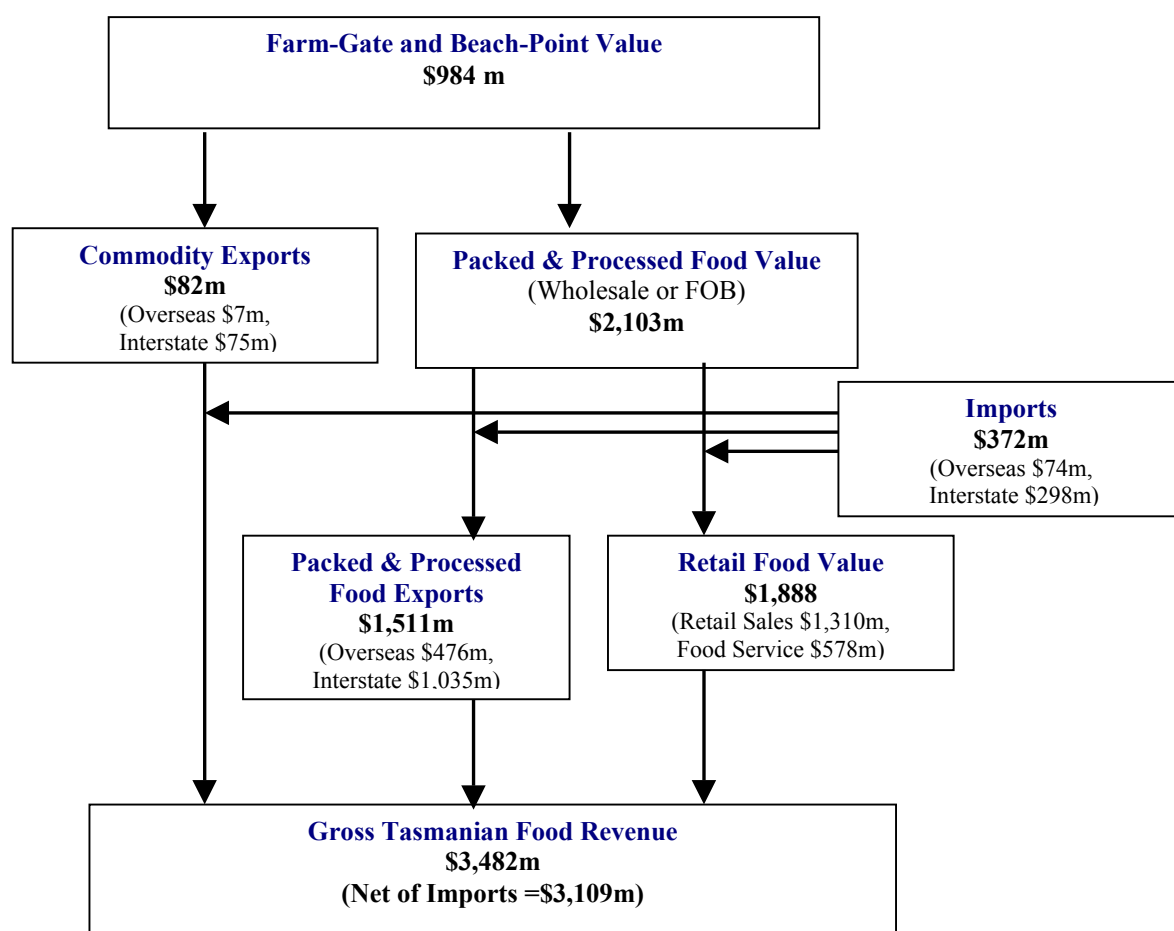 Farm-Gate and Beach-Point Value
$984 m
Commodity Exports
$82m
(Overseas $7m,
Interstate $75m)
Packed & Processed Food Value
(Wholesale or FOB)
$2,103m
Imports
$372m
(Overseas $74m,
Interstate $298m)
Packed & Processed
Food Exports
$1,511m
(Overseas $476m,
Interstate $1,035m)
Retail Food Value
$1,888
(Retail Sales $1,310m,
Food Service $578m)
Gross Tasmanian Food Revenue
$3,482m
(Net of Imports =$3,109m)